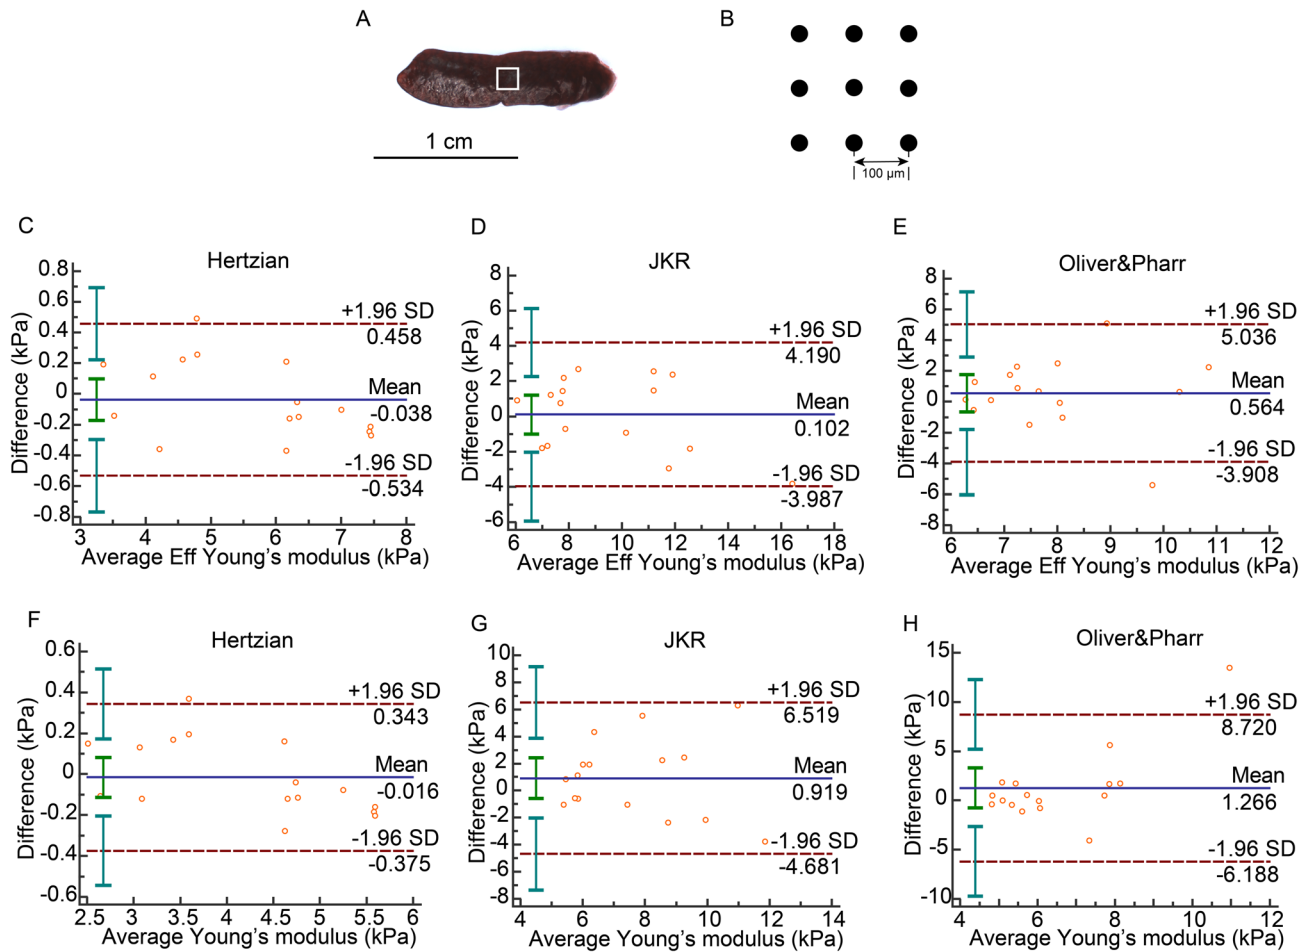 A
B
1 cm
100 µm
C
Hertzian
Difference (kPa)
0.8
0.6
0.4
0.2
0
-0.2
-0.4
-0.6
-0.8
+1.96 SD
0.458
Mean
-0.038
-1.96 SD
-0.534
3
4
5
6
7
8
Average Eff Young's modulus (kPa)
D
JKR
Difference (kPa)
8
6
4
2
0
-2
-4
-6
+1.96 SD
4.190
Mean
0.102
-1.96 SD
-3.987
6
8
10
12
14
16
18
Average Eff Young's modulus (kPa)
E
Oliver&Pharr
Difference (kPa)
8
6
4
2
0
-2
-4
-6
-8
+1.96 SD
5.036
Mean
0.564
-1.96 SD
-3.908
6
7
8
9
10
11
12
Average Eff Young's modulus (kPa)
F
Hertzian
Difference (kPa)
0.6
0.4
0.2
0
-0.2
-0.4
-0.6
+1.96 SD
0.343
Mean
-0.016
-1.96 SD
-0.375
2.5
3
3.5
4
4.5
5
5.5
6
Average Young's modulus (kPa)
G
JKR
Difference (kPa)
10
8
6
4
2
0
-2
-4
-6
-8
+1.96 SD
6.519
Mean
0.919
-1.96 SD
-4.681
4
6
8
10
12
14
Average Young's modulus (kPa)
H
Oliver&Pharr
Difference (kPa)
15
10
5
0
-5
-10
+1.96 SD
8.720
Mean
1.266
-1.96 SD
-6.188
4
6
8
10
12
Average Young's modulus (kPa)